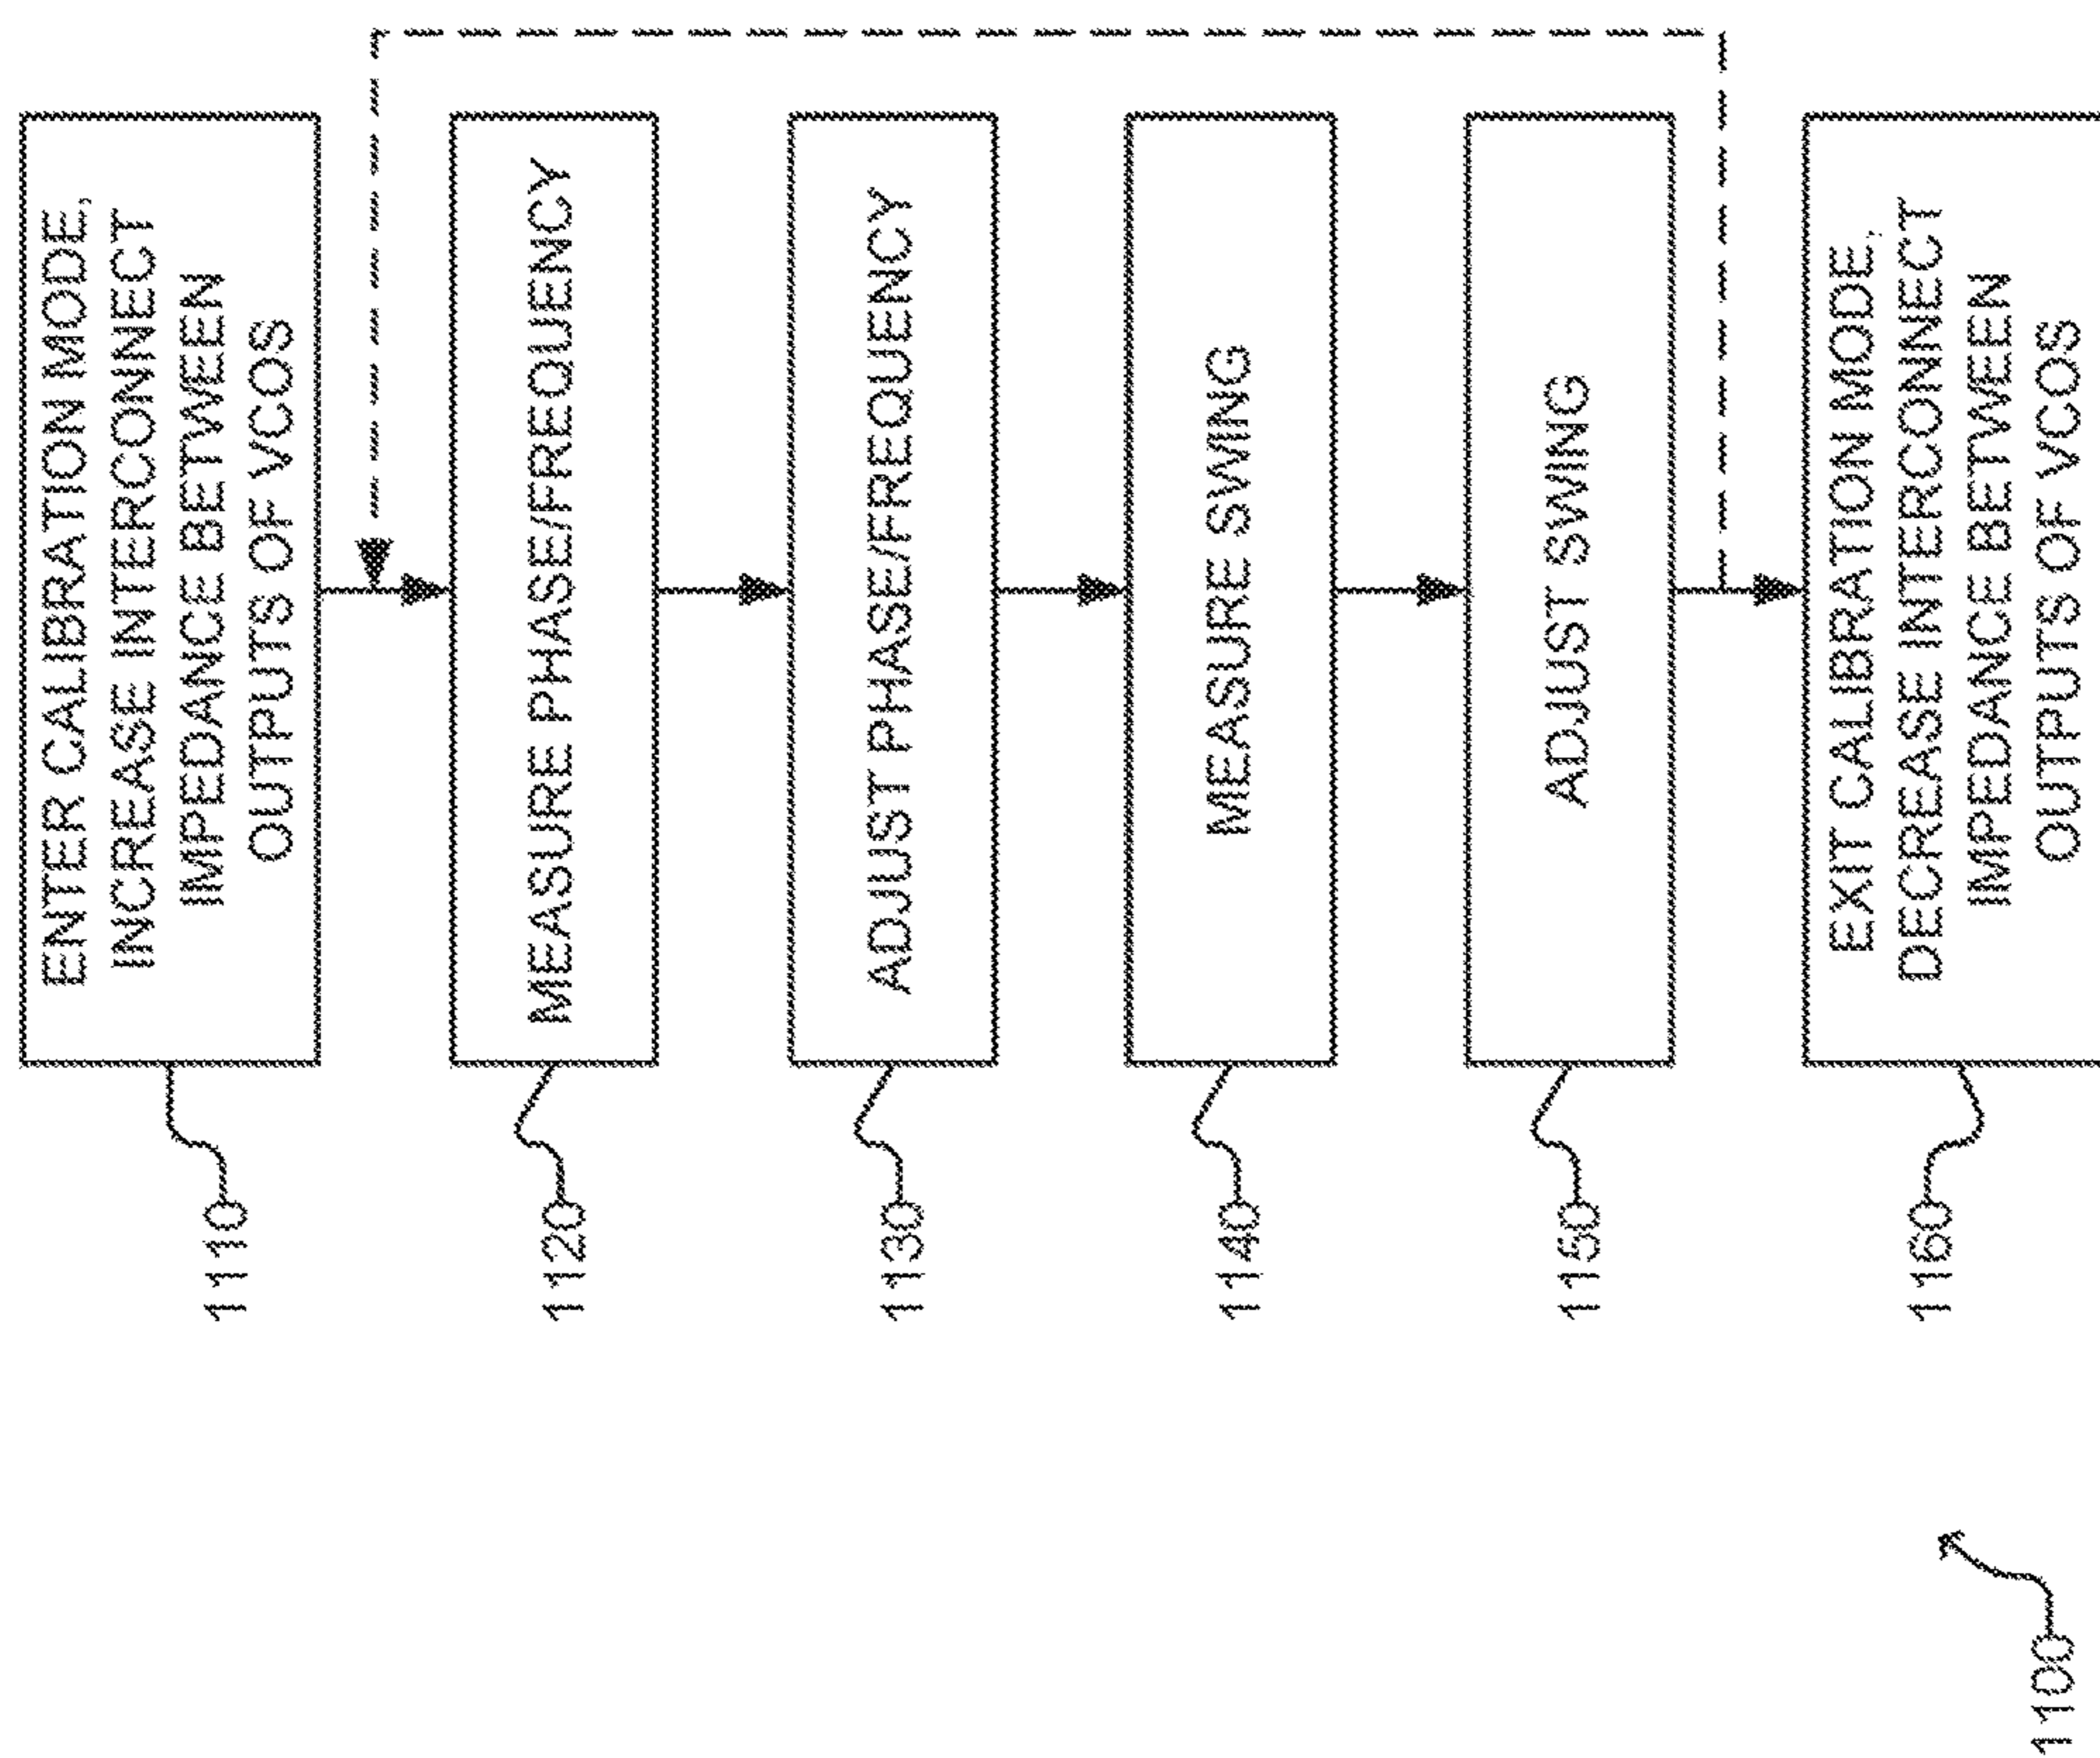 1110
ENTER CALIBRATION MODE,
INCREASE INTERCONNECT
IMPEDANCE BETWEEN
OUTPUTS OF VCOS
1120
MEASURE PHASE/FREQUENCY
1130
ADJUST PHASE/FREQUENCY
1140
MEASURE SWING
1150
ADJUST SWING
1160
EXIT CALIBRATION MODE,
DECREASE INTERCONNECT
IMPEDANCE BETWEEN
OUTPUTS OF VCOS
1100